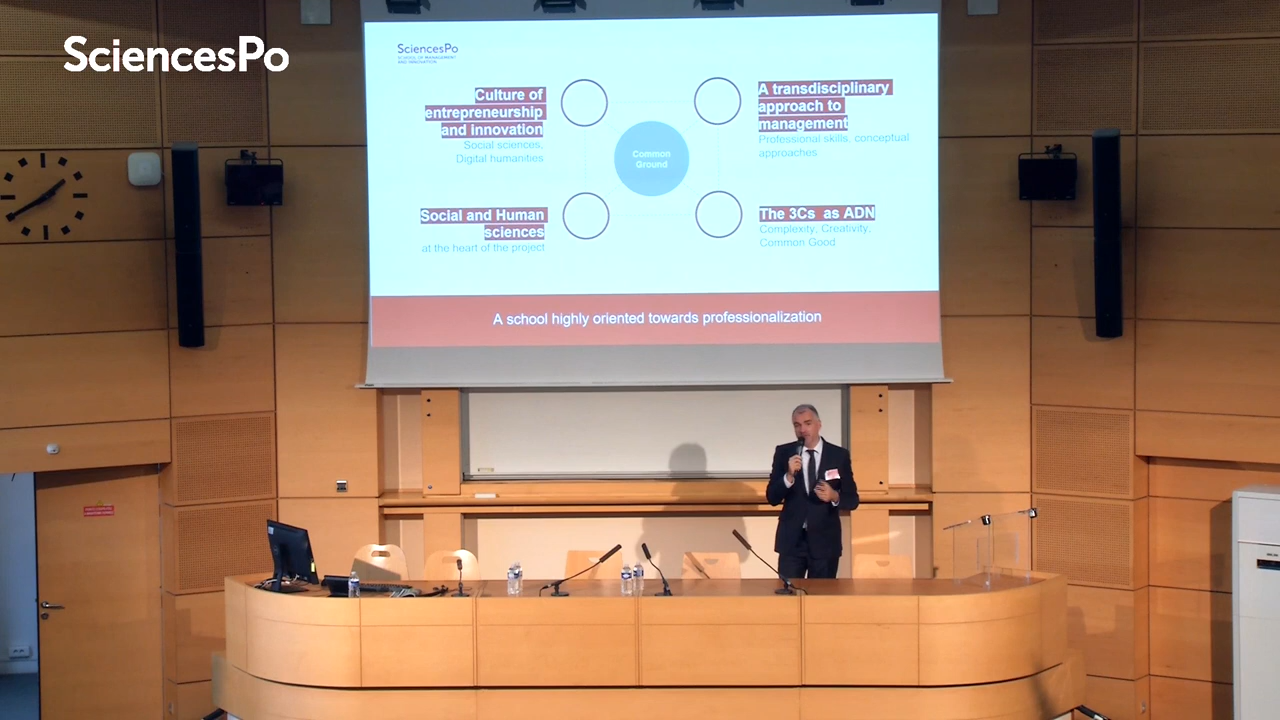 SciencesPo
SciencesPo
SCHOOL OF MANAGEMENT
AND INNOVATION
Culture of
entrepreneurship
and innovation
Social sciences,
Digital humanities
A transdisciplinary
approach to
management
Professional skills, conceptual
approaches
Common
Ground
Social and Human
sciences
at the heart of the project
The 3Cs as ADN
Complexity, Creativity,
Common Good
A school highly oriented towards professionalization